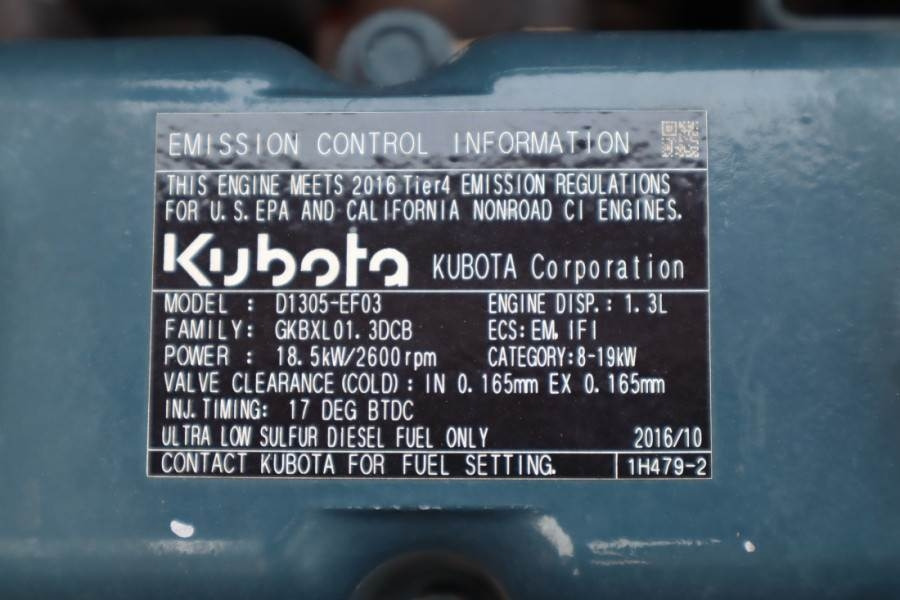 EMISSION CONTROL INFORMATION
THIS ENGINE MEETS 2016 Tier4 EMISSION REGULATIONS
FOR U.S.EPA AND CALIFORNIA NONROAD CI ENGINES.
Kubota KUBOTA Corporation
MODEL : D1305-EF03 ENGINE DISP.: 1.3L
FAMILY: GKBXL01.3DCB ECS: EM, IFI
POWER : 18.5kW/2600rpm CATEGORY:8-19kW
VALVE CLEARANCE (COLD) : IN 0.165mm EX 0.165mm
INJ.TIMING: 17 DEG BTDC
ULTRA LOW SULFUR DIESEL FUEL ONLY 2016/10
CONTACT KUBOTA FOR FUEL SETTING. 1H479-2